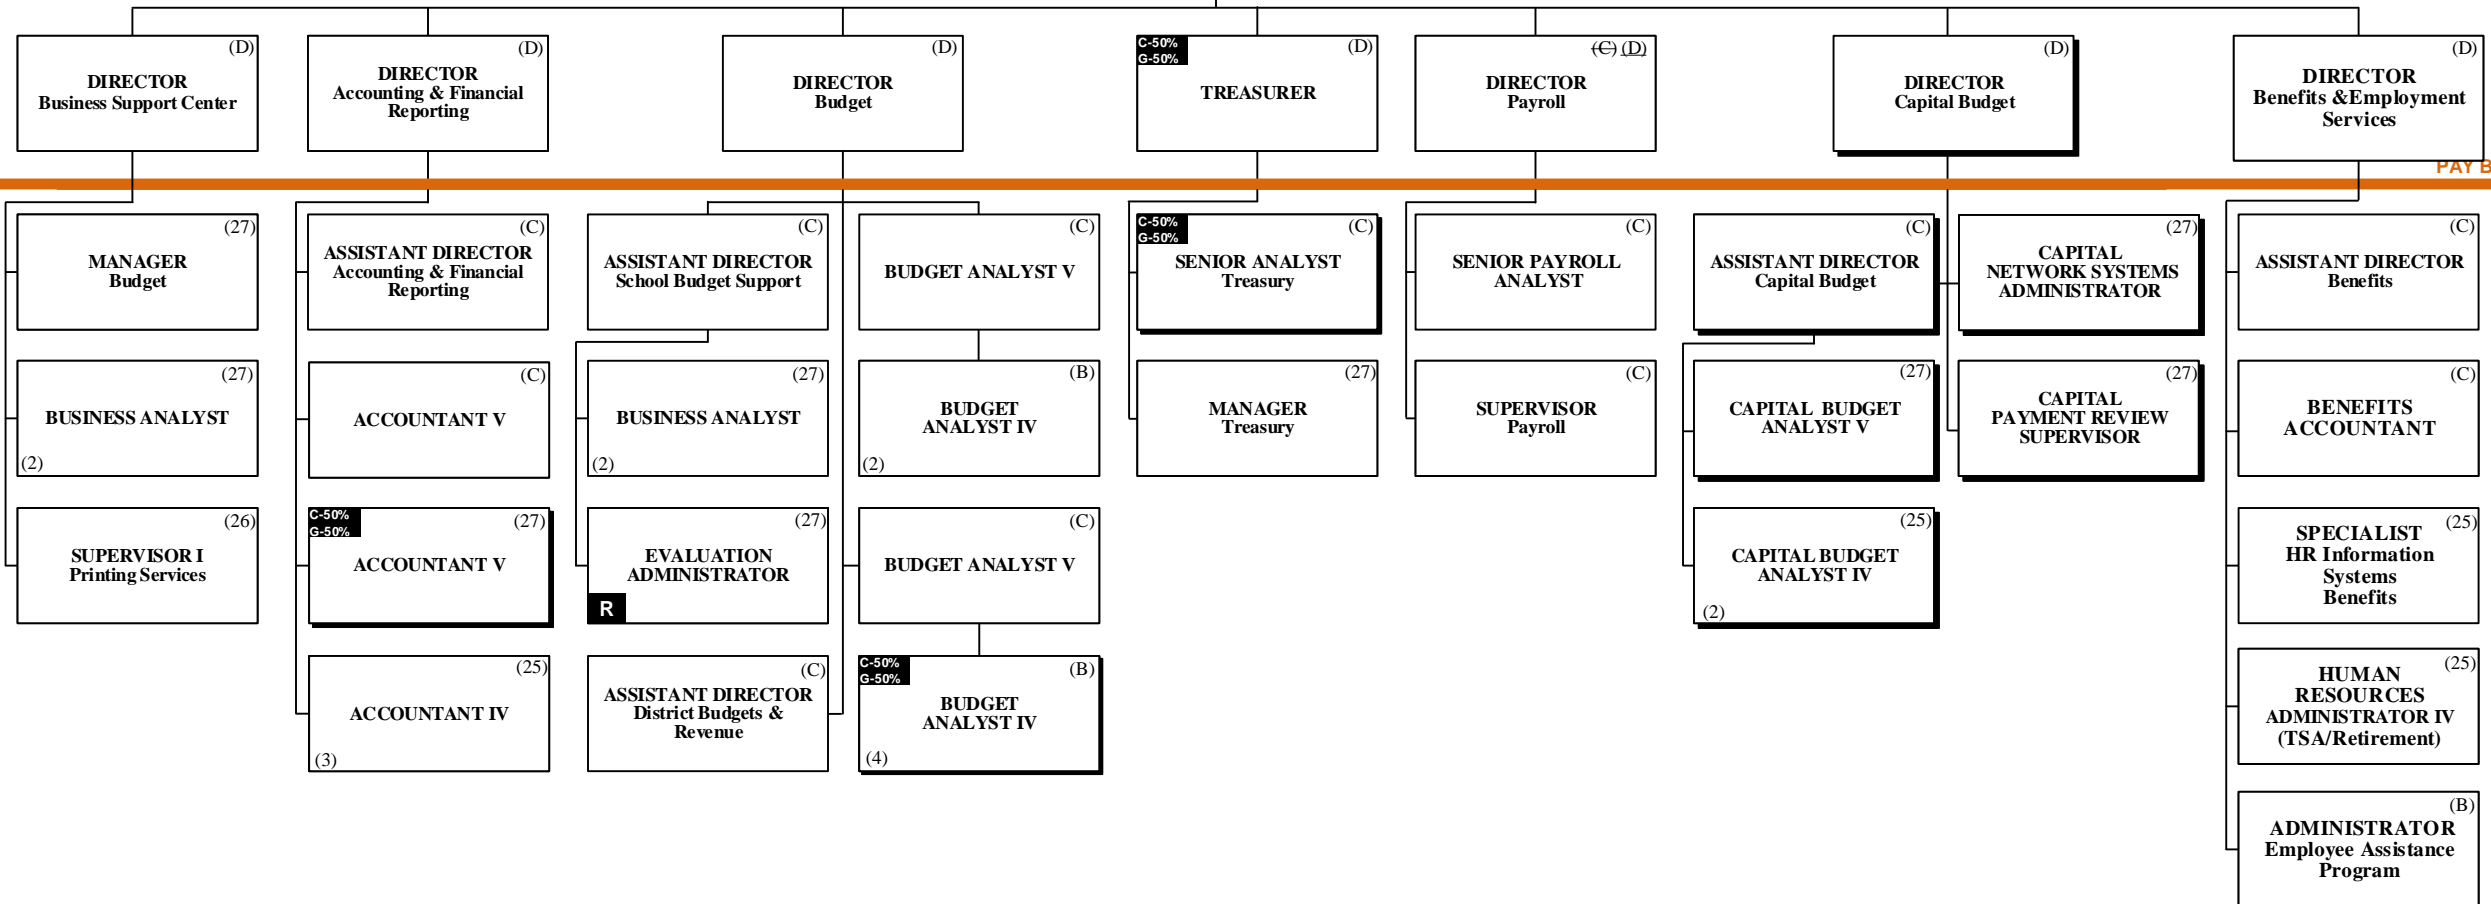 (D)
DIRECTOR
Business Support Center
(D)
DIRECTOR
Accounting & Financial
Reporting
(D)
DIRECTOR
Budget
C-50%
G-50%
(D)
TREASURER
(C) (D)
DIRECTOR
Payroll
(D)
DIRECTOR
Capital Budget
(D)
DIRECTOR
Benefits &Employment
Services
PAY B
(27)
MANAGER
Budget
(27)
BUSINESS ANALYST
(2)
(26)
SUPERVISOR I
Printing Services
(C)
ASSISTANT DIRECTOR
Accounting & Financial
Reporting
(C)
ACCOUNTANT V
C-50%
G-50%
(27)
ACCOUNTANT V
(25)
ACCOUNTANT IV
(3)
(C)
ASSISTANT DIRECTOR
School Budget Support
(27)
BUSINESS ANALYST
(2)
(27)
EVALUATION
ADMINISTRATOR
R
(C)
ASSISTANT DIRECTOR
District Budgets &
Revenue
(C)
BUDGET ANALYST V
(B)
BUDGET
ANALYST IV
(2)
(C)
BUDGET ANALYST V
C-50%
G-50%
(B)
BUDGET
ANALYST IV
(4)
C-50%
G-50%
(C)
SENIOR ANALYST
Treasury
(27)
MANAGER
Treasury
(C)
SENIOR PAYROLL
ANALYST
(C)
SUPERVISOR
Payroll
(C)
ASSISTANT DIRECTOR
Capital Budget
(27)
CAPITAL BUDGET
ANALYST V
(25)
CAPITAL BUDGET
ANALYST IV
(2)
(27)
CAPITAL
NETWORK SYSTEMS
ADMINISTRATOR
(27)
CAPITAL
PAYMENT REVIEW
SUPERVISOR
(C)
ASSISTANT DIRECTOR
Benefits
(C)
BENEFITS
ACCOUNTANT
(25)
SPECIALIST
HR Information
Systems
Benefits
(25)
HUMAN
RESOURCES
ADMINISTRATOR IV
(TSA/Retirement)
(B)
ADMINISTRATOR
Employee Assistance
Program